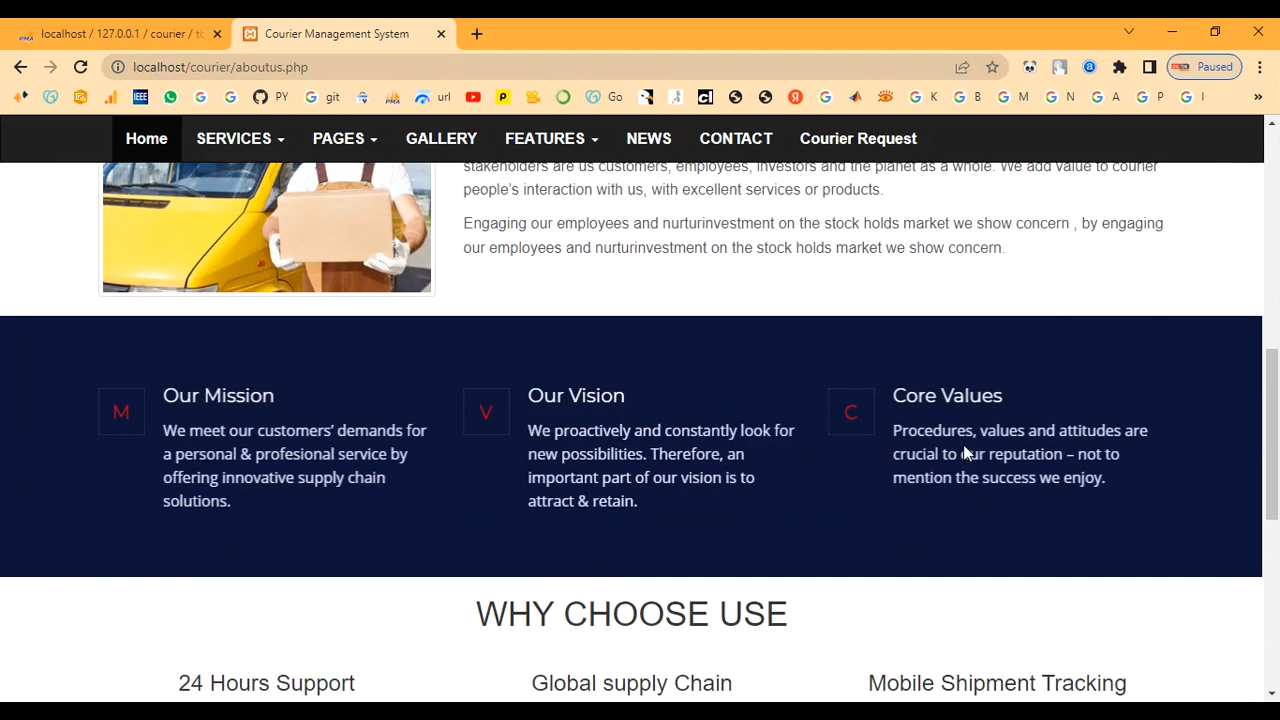 localhost / 127.0.0.1 / courier / tb
Courier Management System
localhost/courier/aboutus.php
Paused
IEEE
PY
git
url
Go
K
B
M
N
A
P
I
Home
SERVICES
PAGES
GALLERY
FEATURES
NEWS
CONTACT
Courier Request
stakeholders are us customers, employees, investors and the planet as a whole. We add value to courier
people's interaction with us, with excellent services or products.
Engaging our employees and nurturinvestment on the stock holds market we show concern , by engaging
our employees and nurturinvestment on the stock holds market we show concern.
M
Our Mission
We meet our customers' demands for
a personal & profesional service by
offering innovative supply chain
solutions.
V
Our Vision
We proactively and constantly look for
new possibilities. Therefore, an
important part of our vision is to
attract & retain.
C
Core Values
Procedures, values and attitudes are
crucial to our reputation – not to
mention the success we enjoy.
WHY CHOOSE USE
24 Hours Support
Global supply Chain
Mobile Shipment Tracking